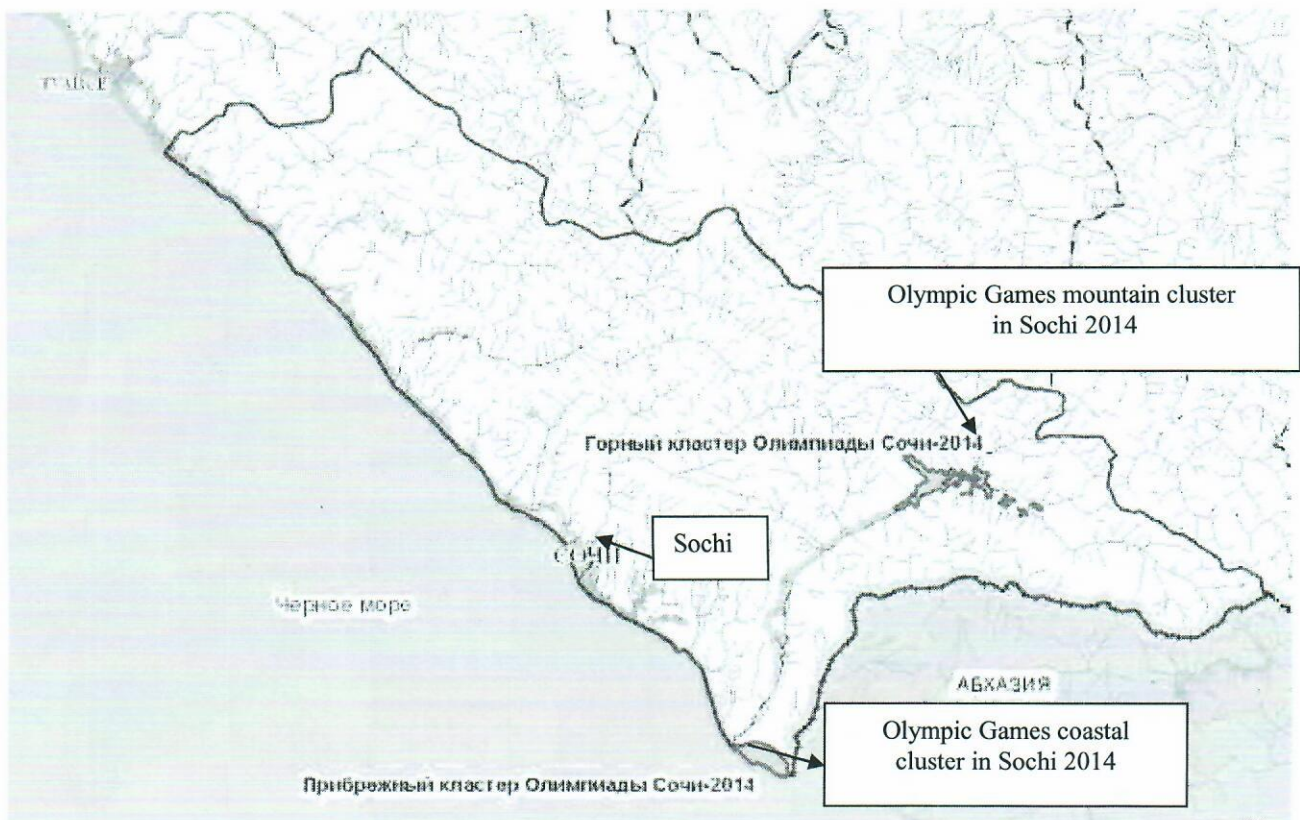 ТУАПСЕ
Olympic Games mountain cluster
in Sochi 2014
Горный кластер Олимпиады Сочи-2014
Sochi
СОЧИ
Черное море
АБХАЗИЯ
Olympic Games coastal
cluster in Sochi 2014
Прибрежный кластер Олимпиады Сочи-2014